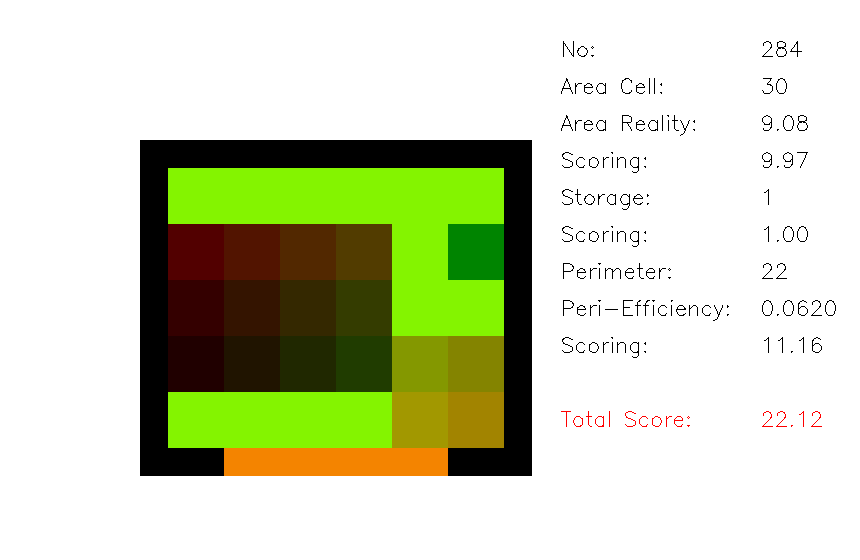 No: 284
Area Cell: 30
Area Reality: 9.08
Scoring: 9.97
Storage: 1
Scoring: 1.00
Perimeter: 22
Peri-Efficiency: 0.0620
Scoring: 11.16
Total Score: 22.12